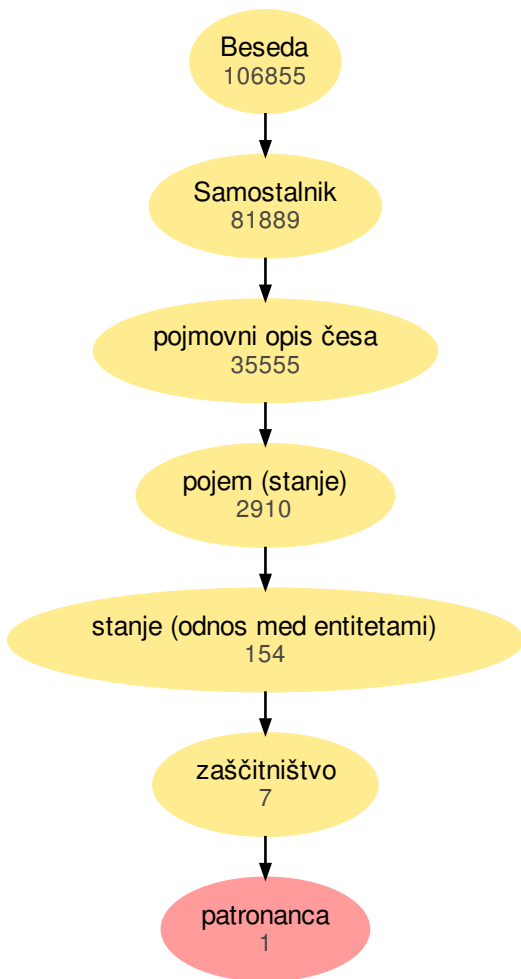 Beseda
106855
Samostalnik
81889
pojmovni opis česa
35555
pojem (stanje)
2910
stanje (odnos med entitetami)
154
zaščitništvo
7
patronanca
1